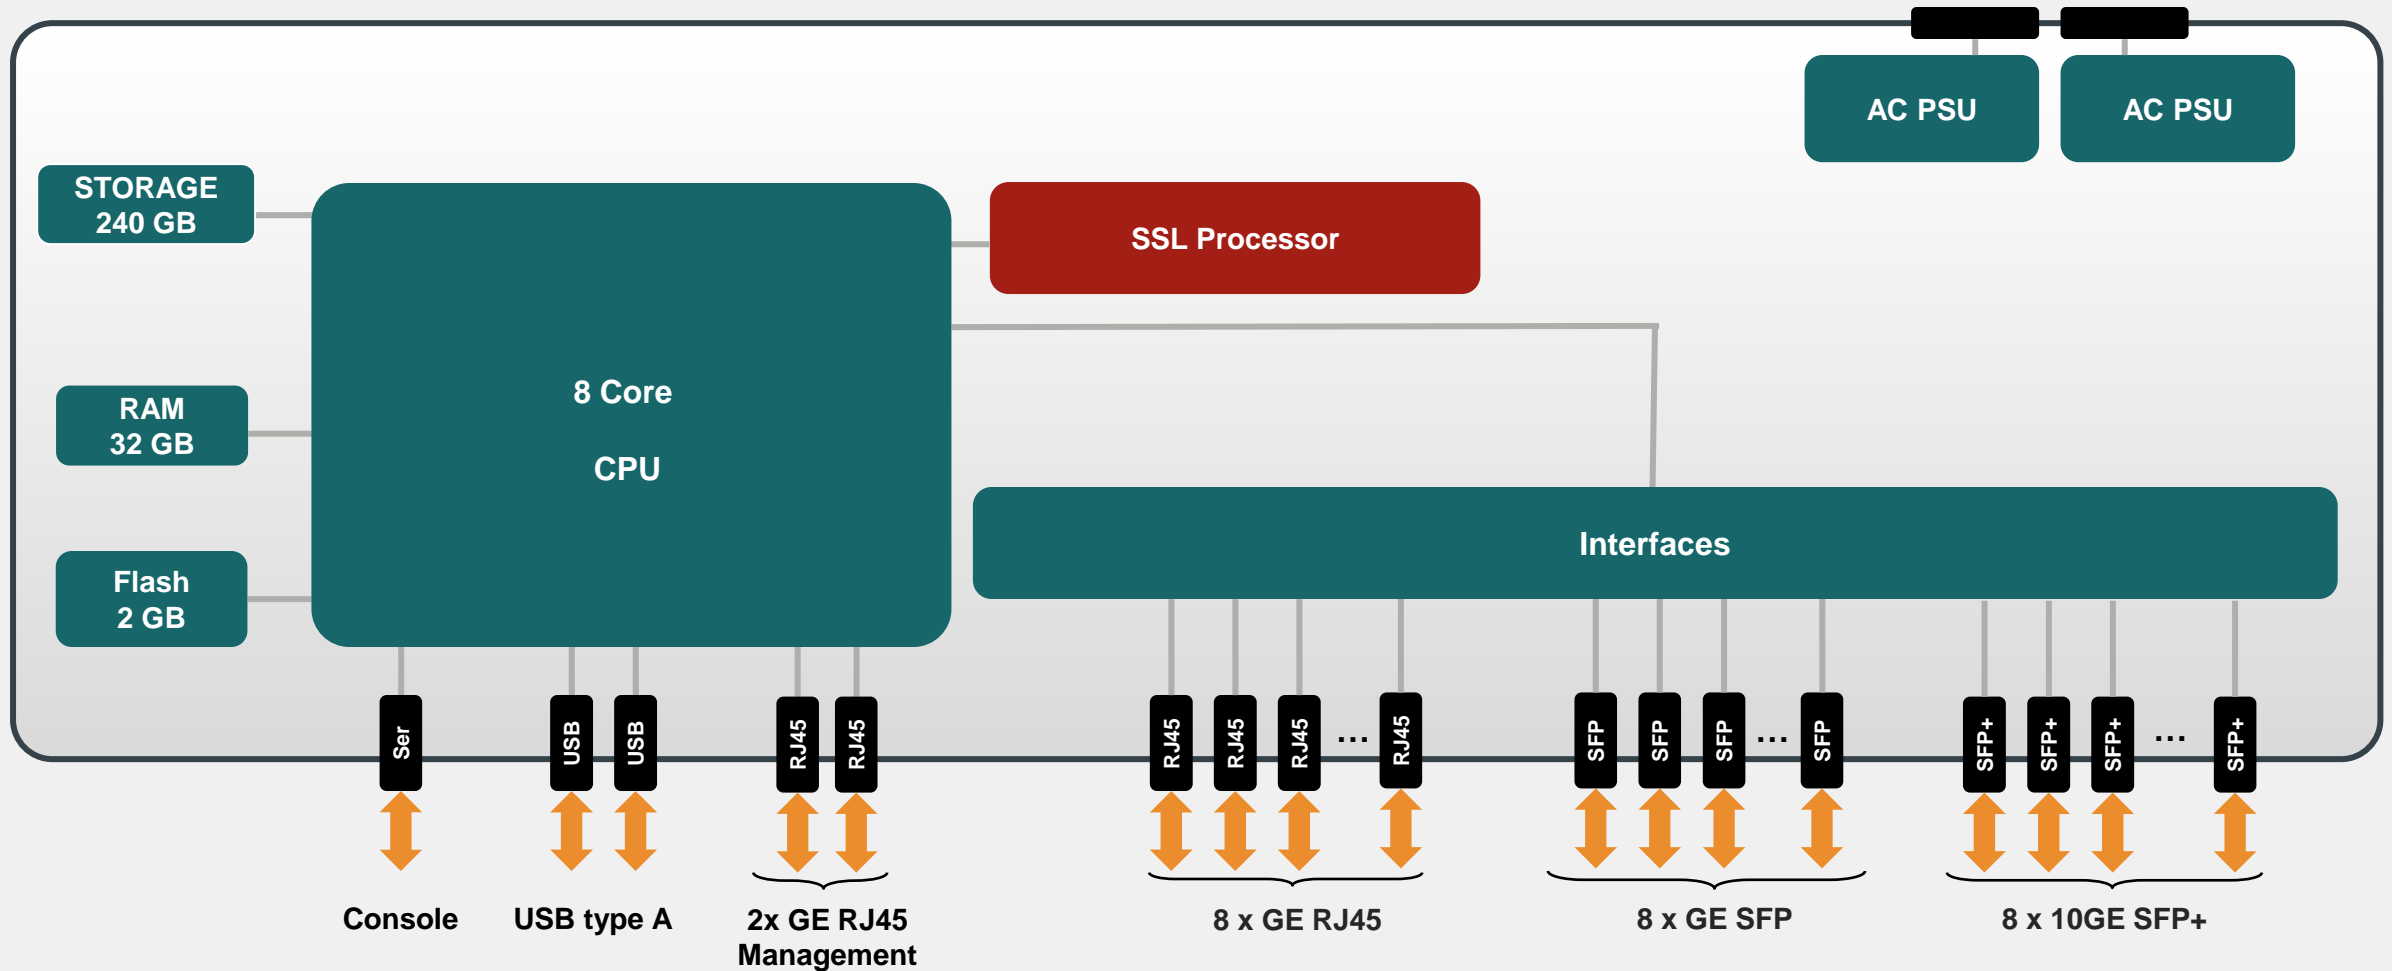 AC PSU
AC PSU
STORAGE
240 GB
SSL Processor
RAM
32 GB
8 Core
CPU
Interfaces
Flash
2 GB
Ser
USB
USB
RJ45
RJ45
RJ45
RJ45
RJ45
...
RJ45
SFP
SFP
SFP
...
SFP
SFP+
SFP+
SFP+
...
SFP+
Console
USB type A
2x GE RJ45
Management
8 x GE RJ45
8 x GE SFP
8 x 10GE SFP+